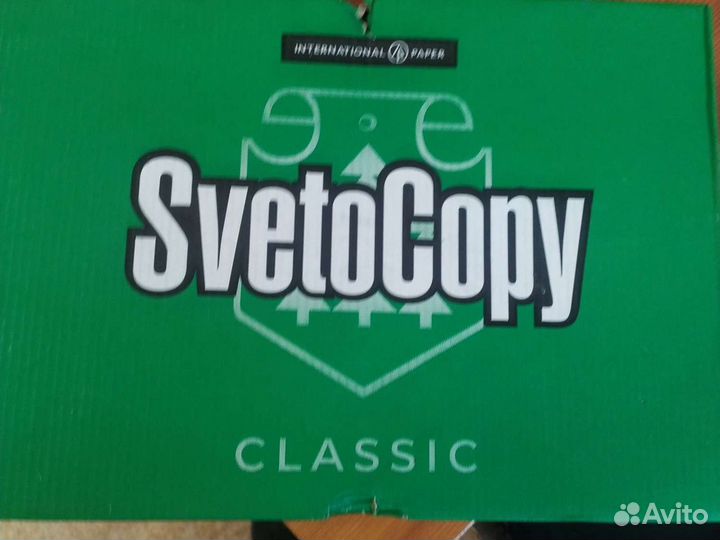 INTERNATIONAL PAPER
SvetoCopy
CLASSIC
Avito